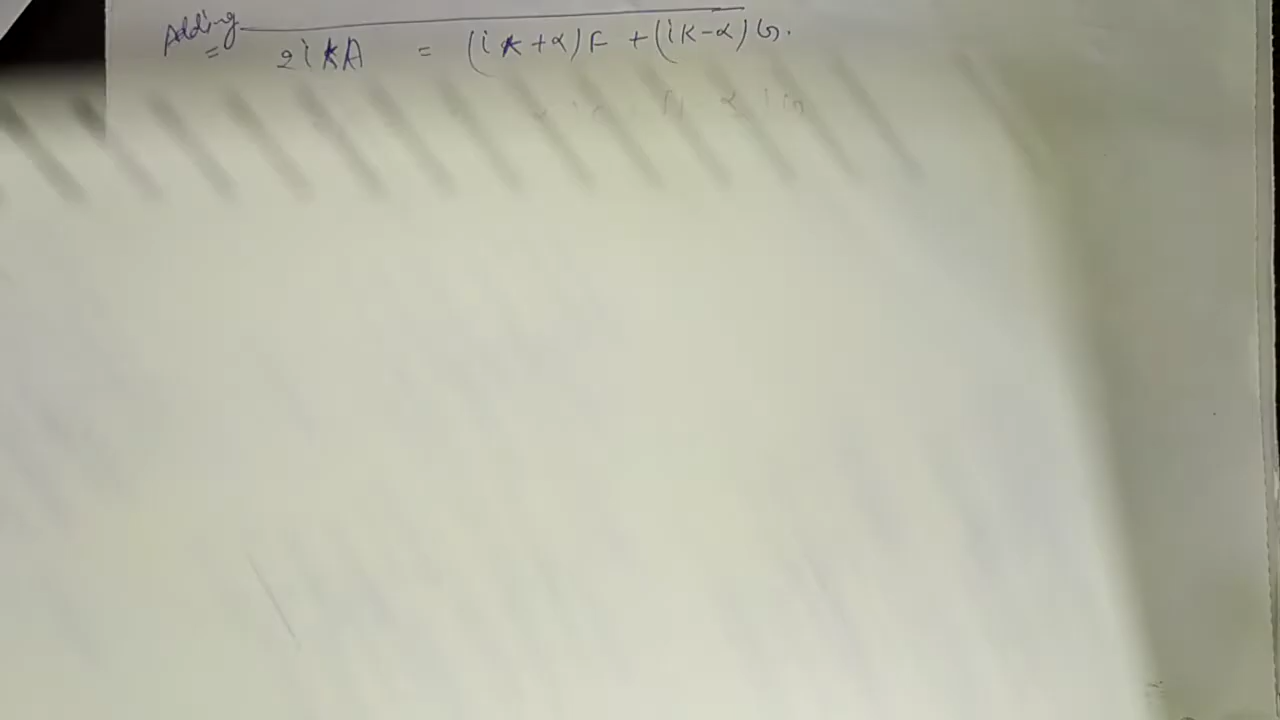 Adding
= 2ikA = (ik+α)F + (ik-α)G.